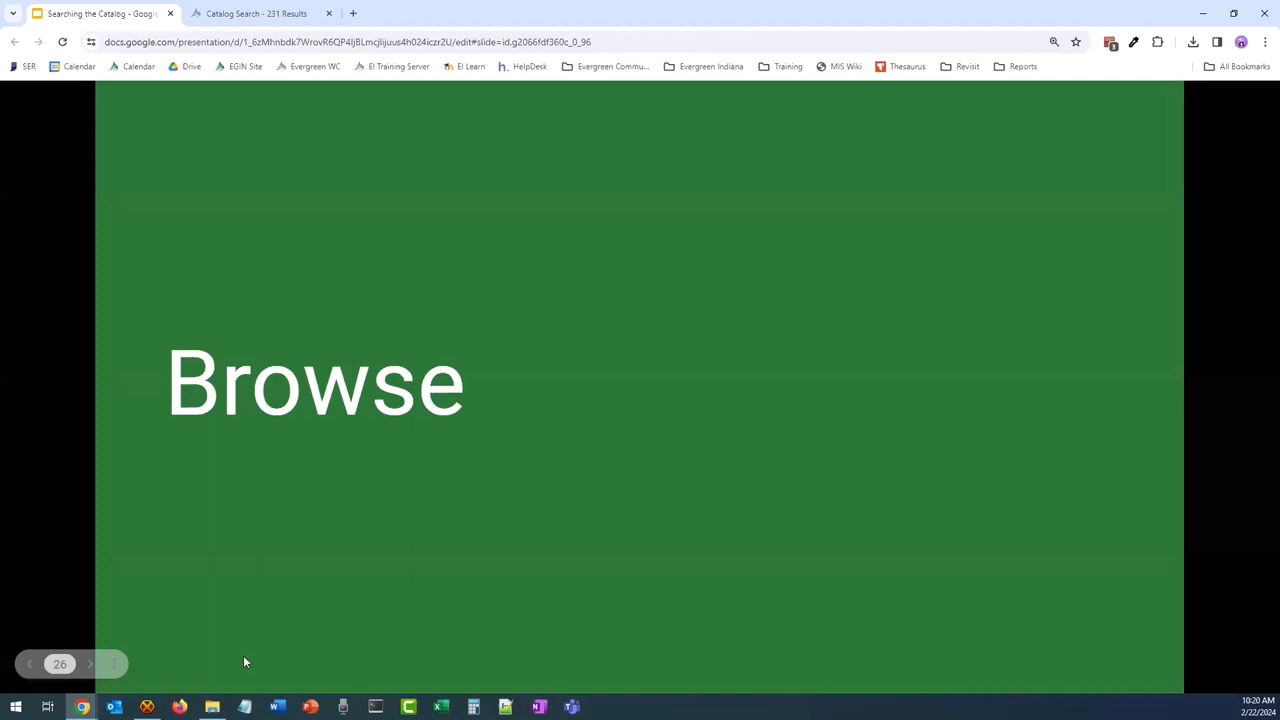 Searching the Catalog - Google
Catalog Search - 231 Results
docs.google.com/presentation/d/1_6zMhnbdk7WrovR6QP4IjBLmcjlijuus4h024iczr2U/edit#slide=id.g2066fdf360c_0_96
SER Calendar Calendar Drive EGIN Site Evergreen WC EI Training Server EI Learn HelpDesk Evergreen Commu... Evergreen Indiana Training MIS Wiki Thesaurus Revisit Reports All Bookmarks
Browse
26
10:20 AM
2/22/2024